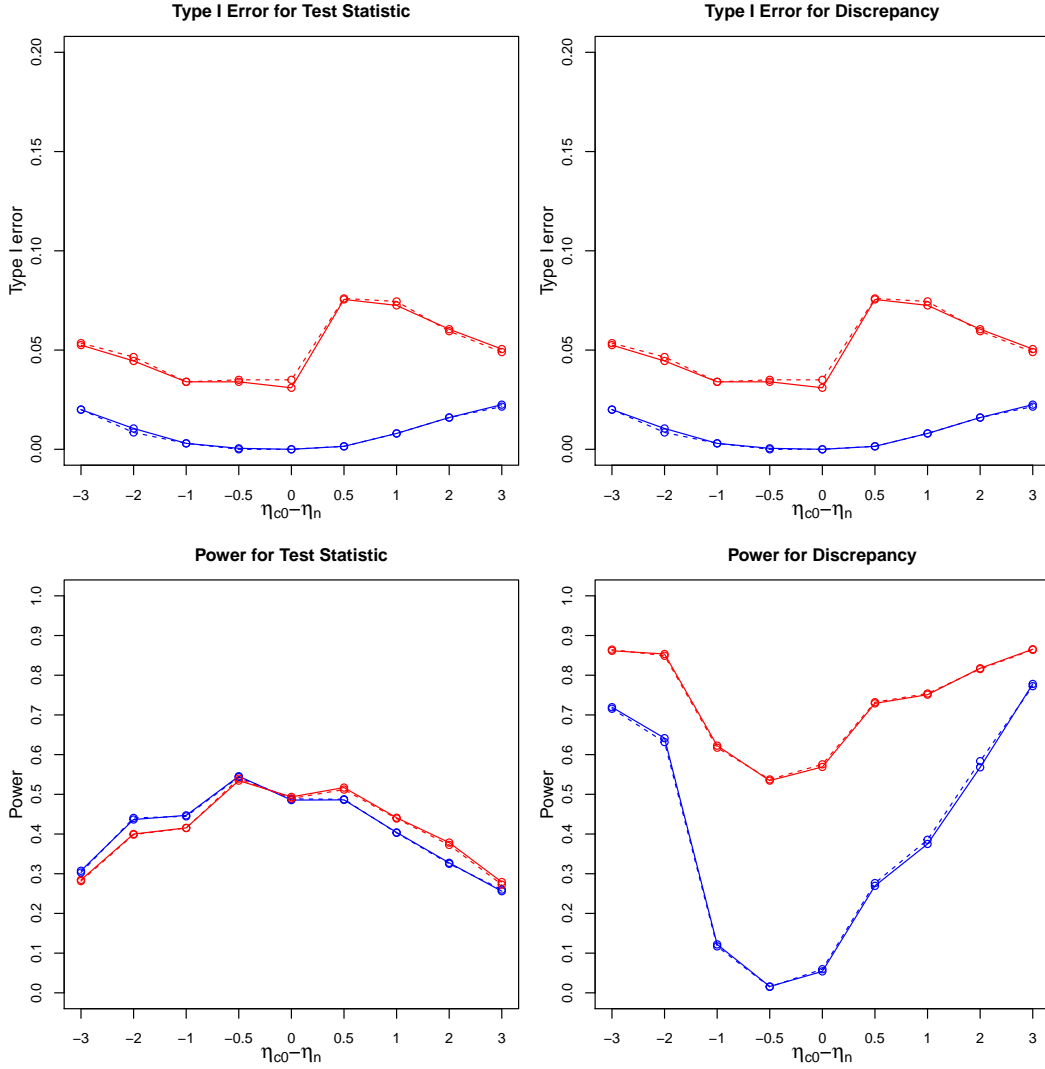 Type I Error for Test Statistic
Type I error
0.20
0.15
0.10
0.05
0.00
−3 −2 −1 −0.5 0 0.5 1 2 3
ηc0−ηn
Type I Error for Discrepancy
Type I error
0.20
0.15
0.10
0.05
0.00
−3 −2 −1 −0.5 0 0.5 1 2 3
ηc0−ηn
Power for Test Statistic
Power
1.0
0.9
0.8
0.7
0.6
0.5
0.4
0.3
0.2
0.1
0.0
−3 −2 −1 −0.5 0 0.5 1 2 3
ηc0−ηn
Power for Discrepancy
Power
1.0
0.9
0.8
0.7
0.6
0.5
0.4
0.3
0.2
0.1
0.0
−3 −2 −1 −0.5 0 0.5 1 2 3
ηc0−ηn